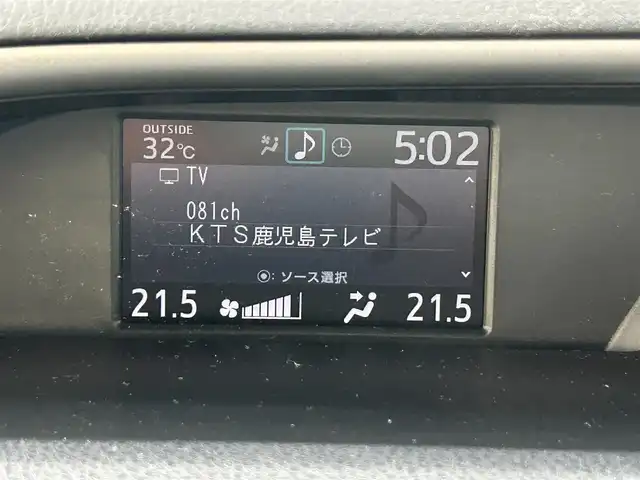 OUTSIDE
32℃
5:02
TV
081ch
KTS鹿児島テレビ
◉: ソース選択
21.5
21.5